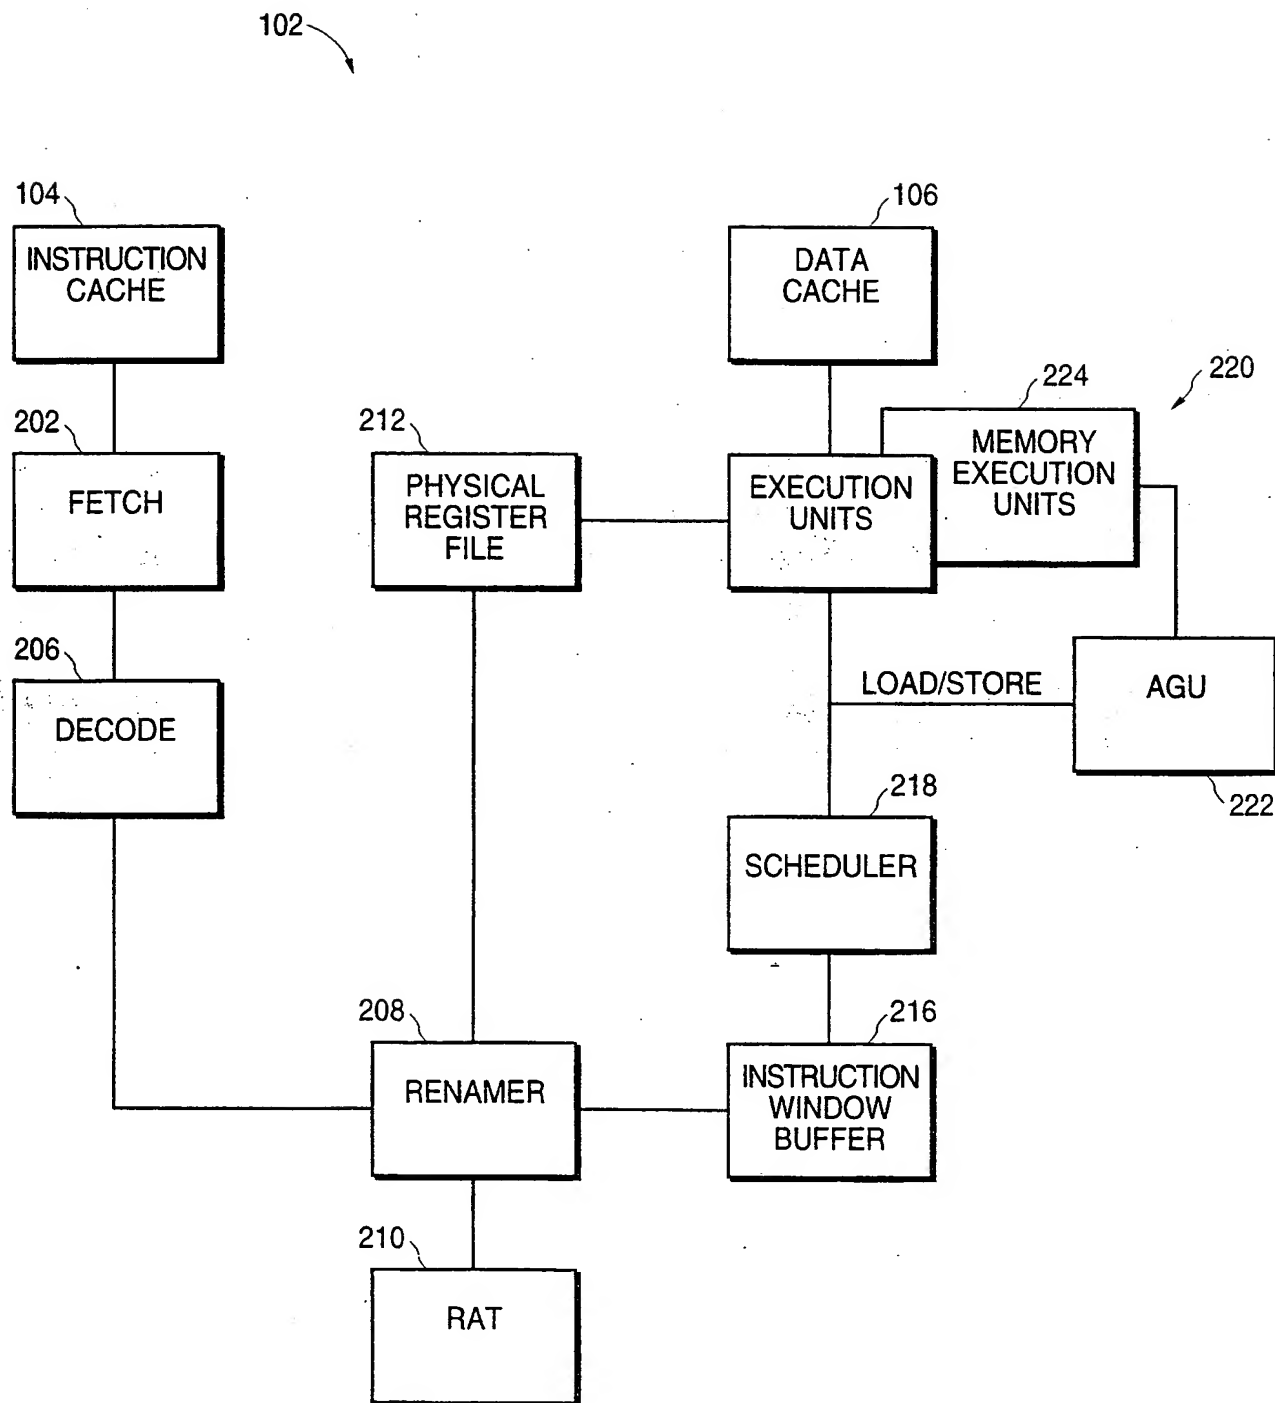 102
104
INSTRUCTION
CACHE
106
DATA
CACHE
202
FETCH
212
PHYSICAL
REGISTER
FILE
EXECUTION
UNITS
224
MEMORY
EXECUTION
UNITS
220
206
DECODE
LOAD/STORE
AGU
222
218
SCHEDULER
208
RENAMER
216
INSTRUCTION
WINDOW
BUFFER
210
RAT